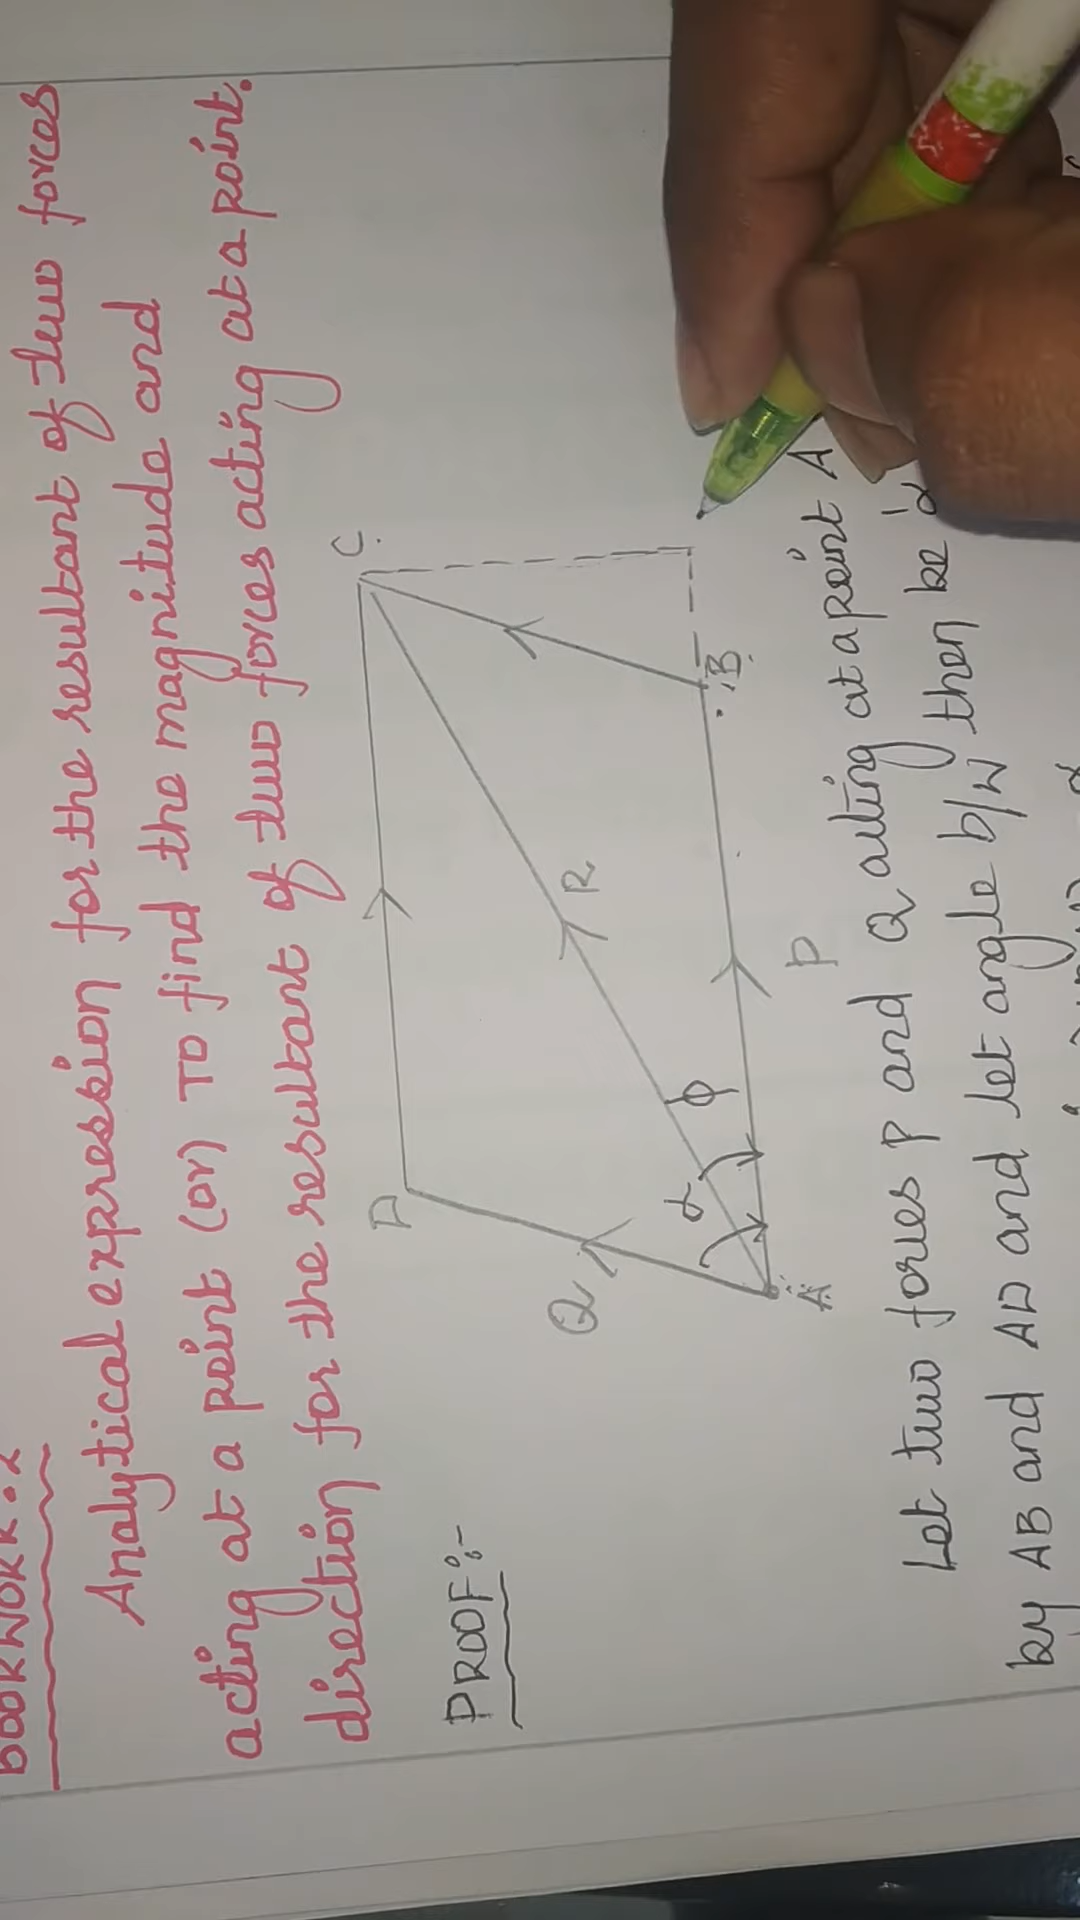 BOOKWORK:2
Analytical expression for the resultant of two forces
acting at a point (or) To find the magnitude and
direction for the resultant of two forces acting at a point.
PROOF:-
D
C
Q
R
α
φ
A
P
B
Let two forces P and Q acting at a point A
by AB and AD and let angle b/w then be 'α